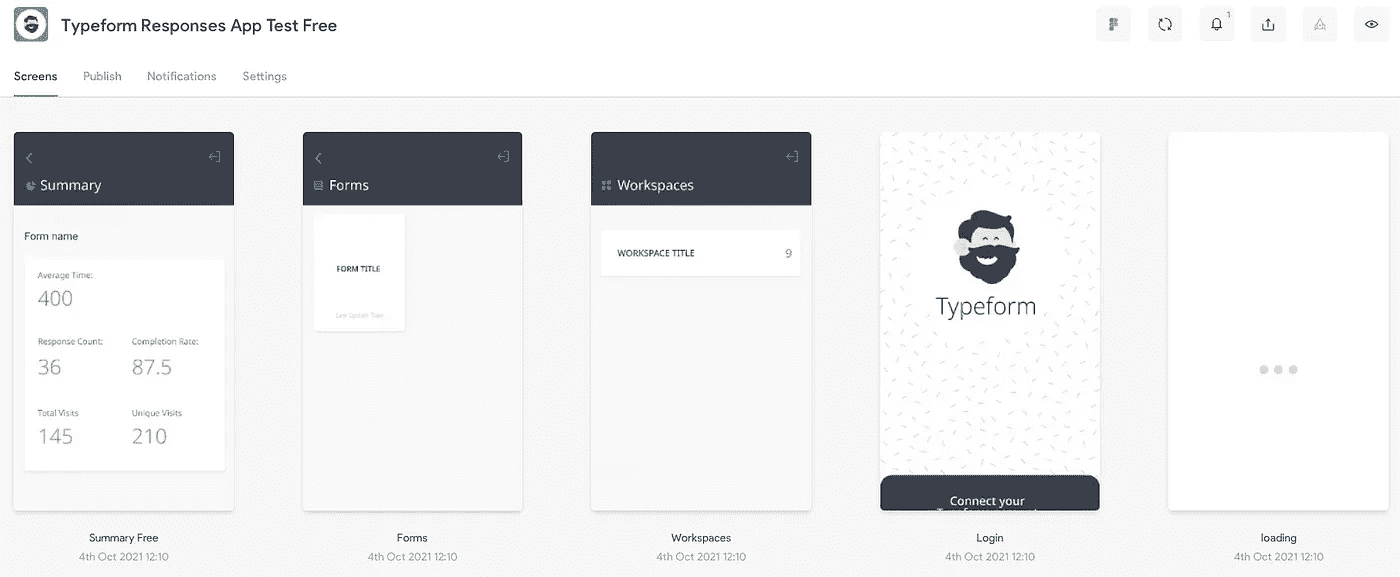 Typeform Responses App Test Free
1
Screens Publish Notifications Settings
Summary
Form name
Average Time:
400
Response Count: Completion Rate:
36 87.5
Total Visits Unique Visits
145 210
Summary Free
4th Oct 2021 12:10
Forms
FORM TITLE
Last Update Time
Forms
4th Oct 2021 12:10
Workspaces
WORKSPACE TITLE 9
Workspaces
4th Oct 2021 12:10
Typeform
Connect your
Login
4th Oct 2021 12:10
loading
4th Oct 2021 12:10